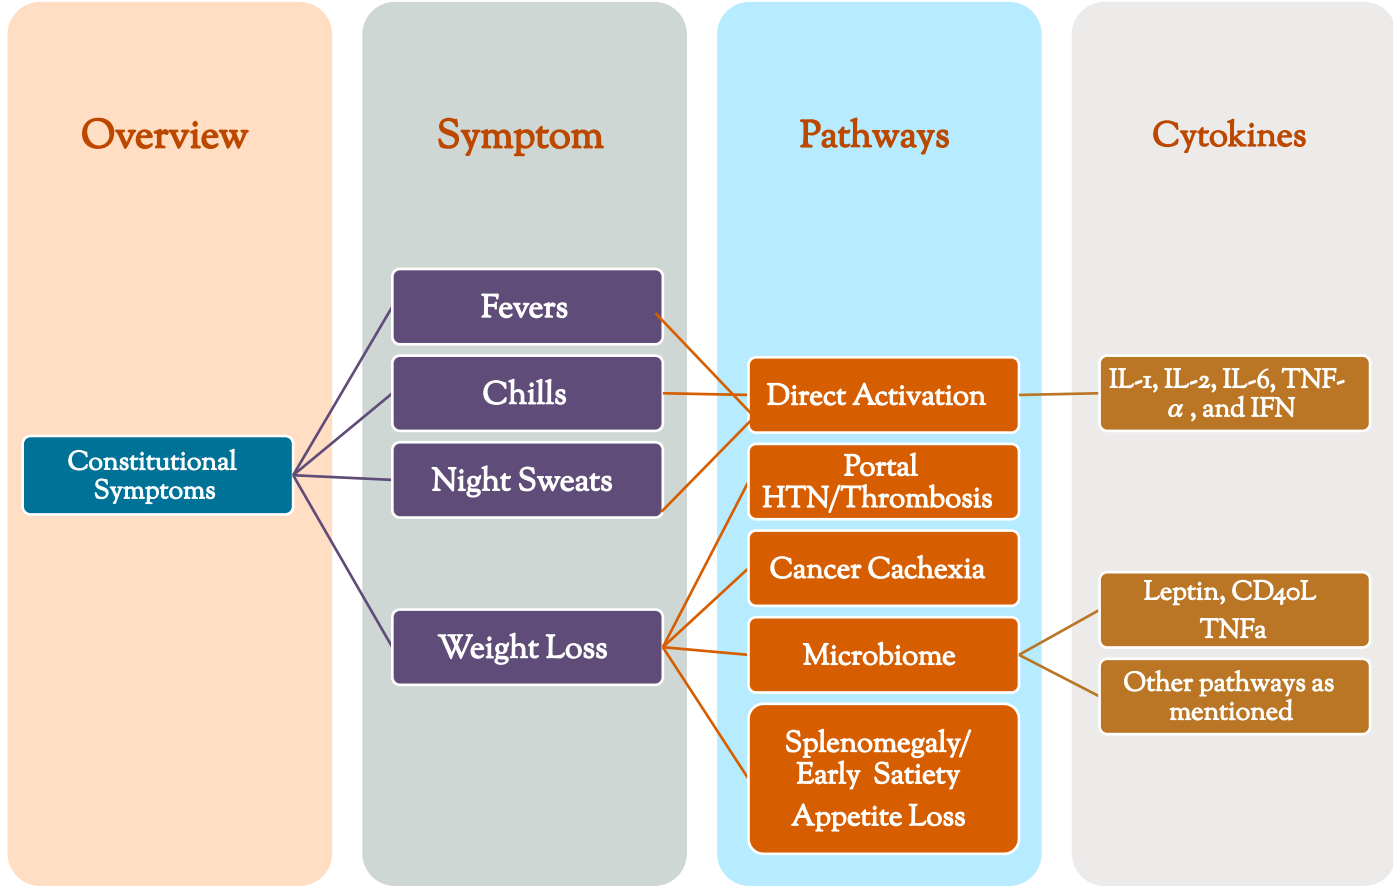 Overview
Symptom
Pathways
Cytokines
Constitutional
Symptoms
Fevers
Chills
Night Sweats
Weight Loss
Direct Activation
Portal
HTN/Thrombosis
Cancer Cachexia
Microbiome
Splenomegaly/
Early Satiety
Appetite Loss
IL-1, IL-2, IL-6, TNF-
α , and IFN
Leptin, CD40L
TNFa
Other pathways as
mentioned